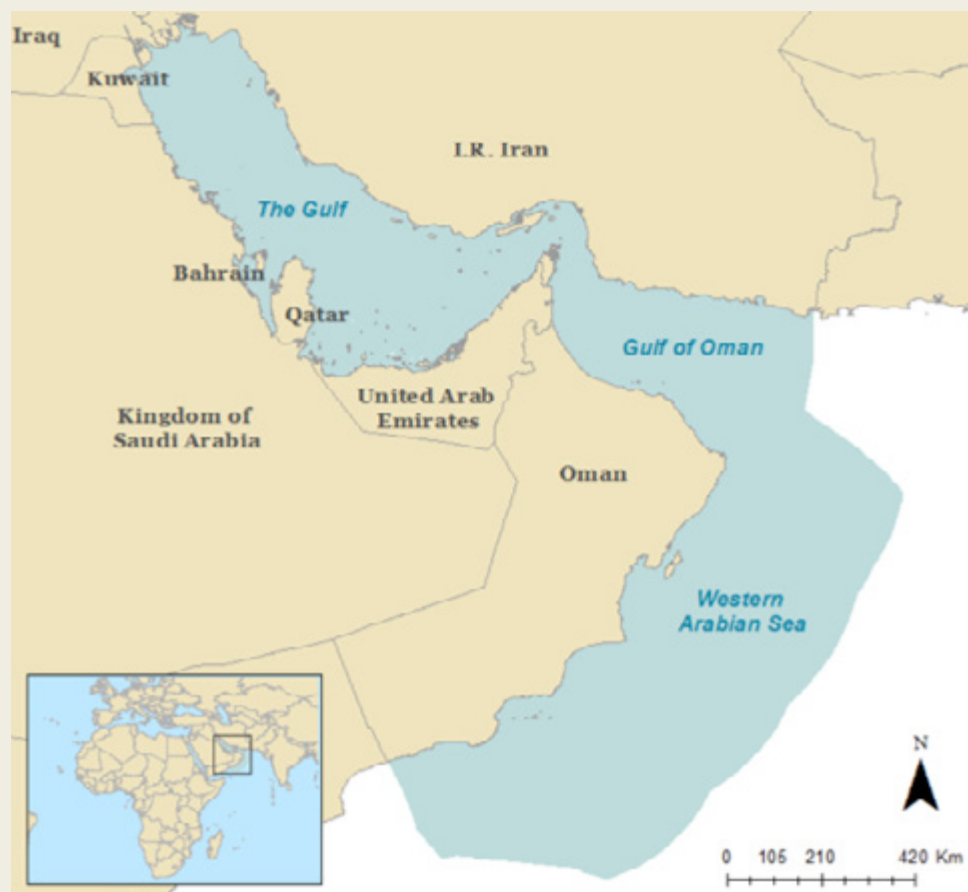 Iraq
Kuwait
I.R. Iran
The Gulf
Bahrain
Qatar
Gulf of Oman
United Arab
Emirates
Kingdom of
Saudi Arabia
Oman
Western
Arabian Sea
N
0 105 210 420 Km